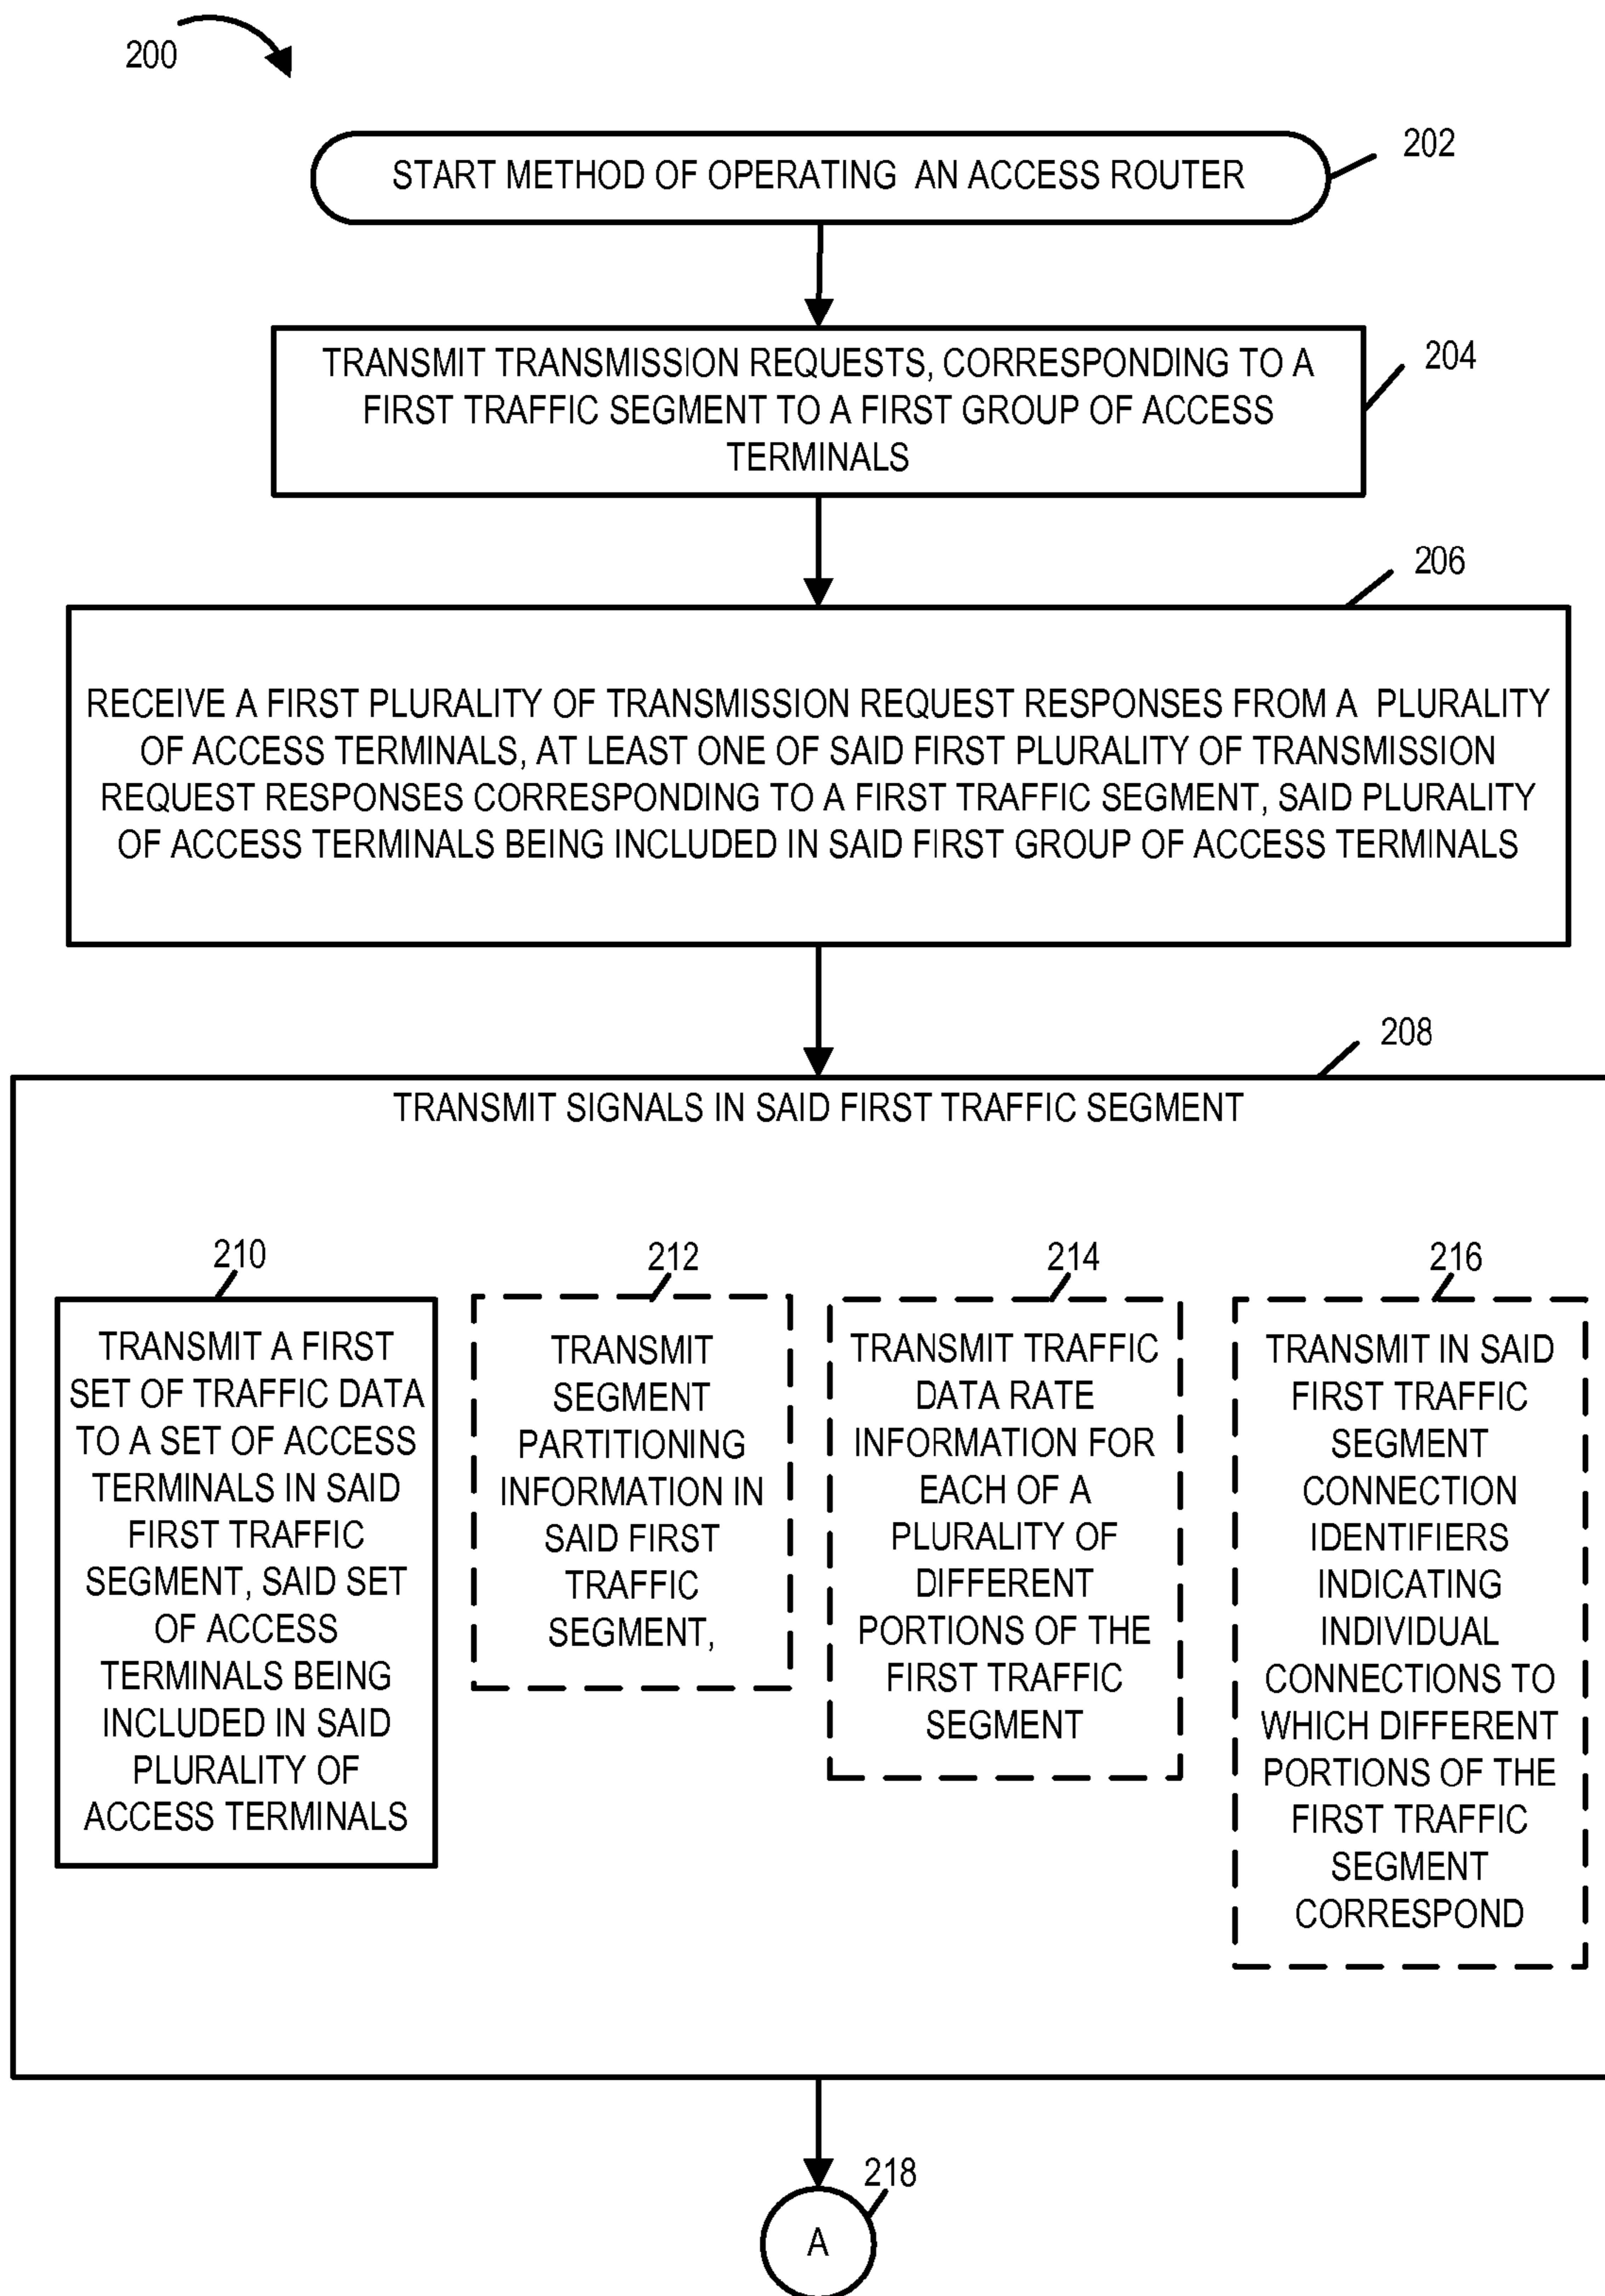 200
202
START METHOD OF OPERATING AN ACCESS ROUTER
204
TRANSMIT TRANSMISSION REQUESTS, CORRESPONDING TO A
FIRST TRAFFIC SEGMENT TO A FIRST GROUP OF ACCESS
TERMINALS
206
RECEIVE A FIRST PLURALITY OF TRANSMISSION REQUEST RESPONSES FROM A PLURALITY
OF ACCESS TERMINALS, AT LEAST ONE OF SAID FIRST PLURALITY OF TRANSMISSION
REQUEST RESPONSES CORRESPONDING TO A FIRST TRAFFIC SEGMENT, SAID PLURALITY
OF ACCESS TERMINALS BEING INCLUDED IN SAID FIRST GROUP OF ACCESS TERMINALS
208
TRANSMIT SIGNALS IN SAID FIRST TRAFFIC SEGMENT
210
TRANSMIT A FIRST
SET OF TRAFFIC DATA
TO A SET OF ACCESS
TERMINALS IN SAID
FIRST TRAFFIC
SEGMENT, SAID SET
OF ACCESS
TERMINALS BEING
INCLUDED IN SAID
PLURALITY OF
ACCESS TERMINALS
212
TRANSMIT
SEGMENT
PARTITIONING
INFORMATION IN
SAID FIRST
TRAFFIC
SEGMENT,
214
TRANSMIT TRAFFIC
DATA RATE
INFORMATION FOR
EACH OF A
PLURALITY OF
DIFFERENT
PORTIONS OF THE
FIRST TRAFFIC
SEGMENT
216
TRANSMIT IN SAID
FIRST TRAFFIC
SEGMENT
CONNECTION
IDENTIFIERS
INDICATING
INDIVIDUAL
CONNECTIONS TO
WHICH DIFFERENT
PORTIONS OF THE
FIRST TRAFFIC
SEGMENT
CORRESPOND
218
A